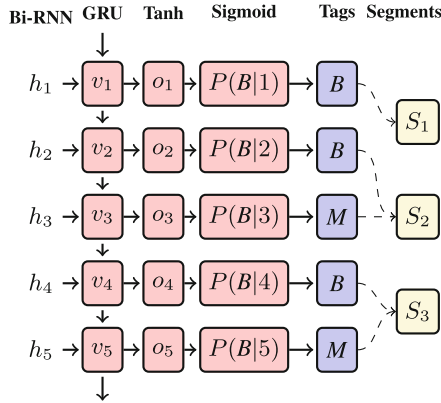 Bi-RNN GRU Tanh Sigmoid Tags Segments
h₁ v₁ o₁ P(B|1) B
S₁
h₂ v₂ o₂ P(B|2) B
h₃ v₃ o₃ P(B|3) M S₂
h₄ v₄ o₄ P(B|4) B
S₃
h₅ v₅ o₅ P(B|5) M